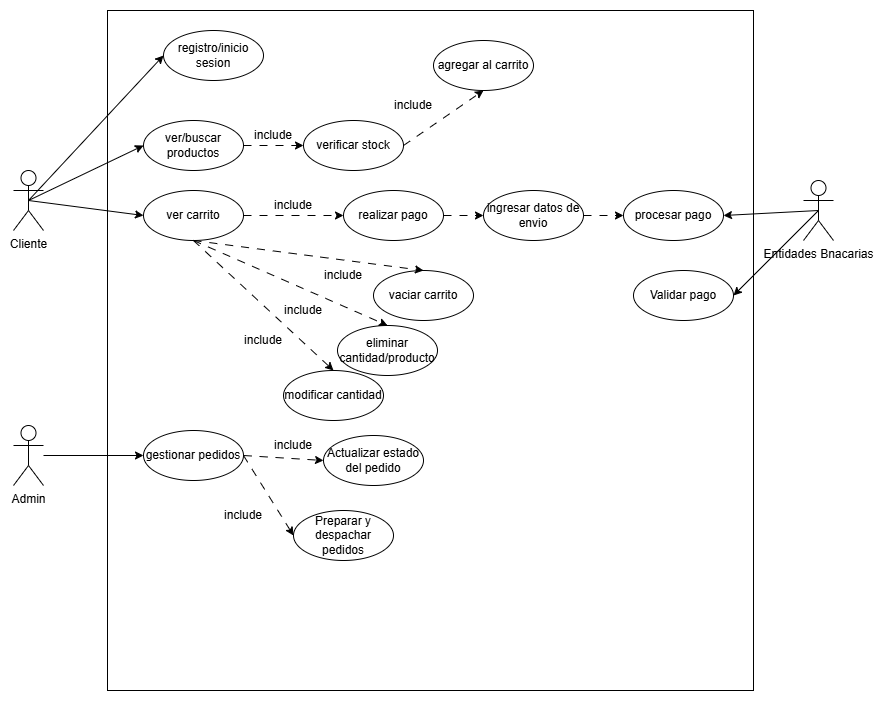 registro/inicio
sesion
agregar al carrito
include
ver/buscar
productos
include
verificar stock
Cliente
ver carrito
include
realizar pago
ingresar datos de
envio
procesar pago
Entidades Bnacarias
include
vaciar carrito
Validar pago
include
include
eliminar
cantidad/producto
modificar cantidad
Admin
gestionar pedidos
include
Actualizar estado
del pedido
include
Preparar y
despachar
pedidos